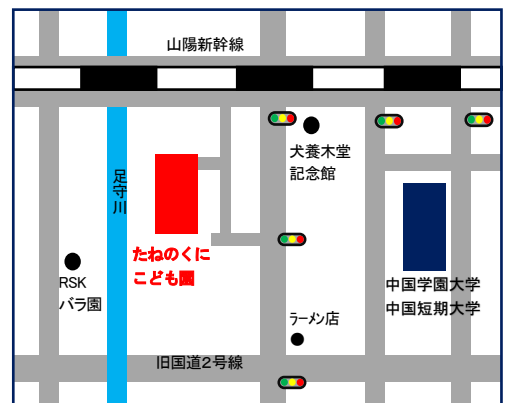 山陽新幹線
犬養木堂
記念館
足守川
たねのくに
こども園
RSK
バラ園
中国学園大学
中国短期大学
ラーメン店
旧国道2号線